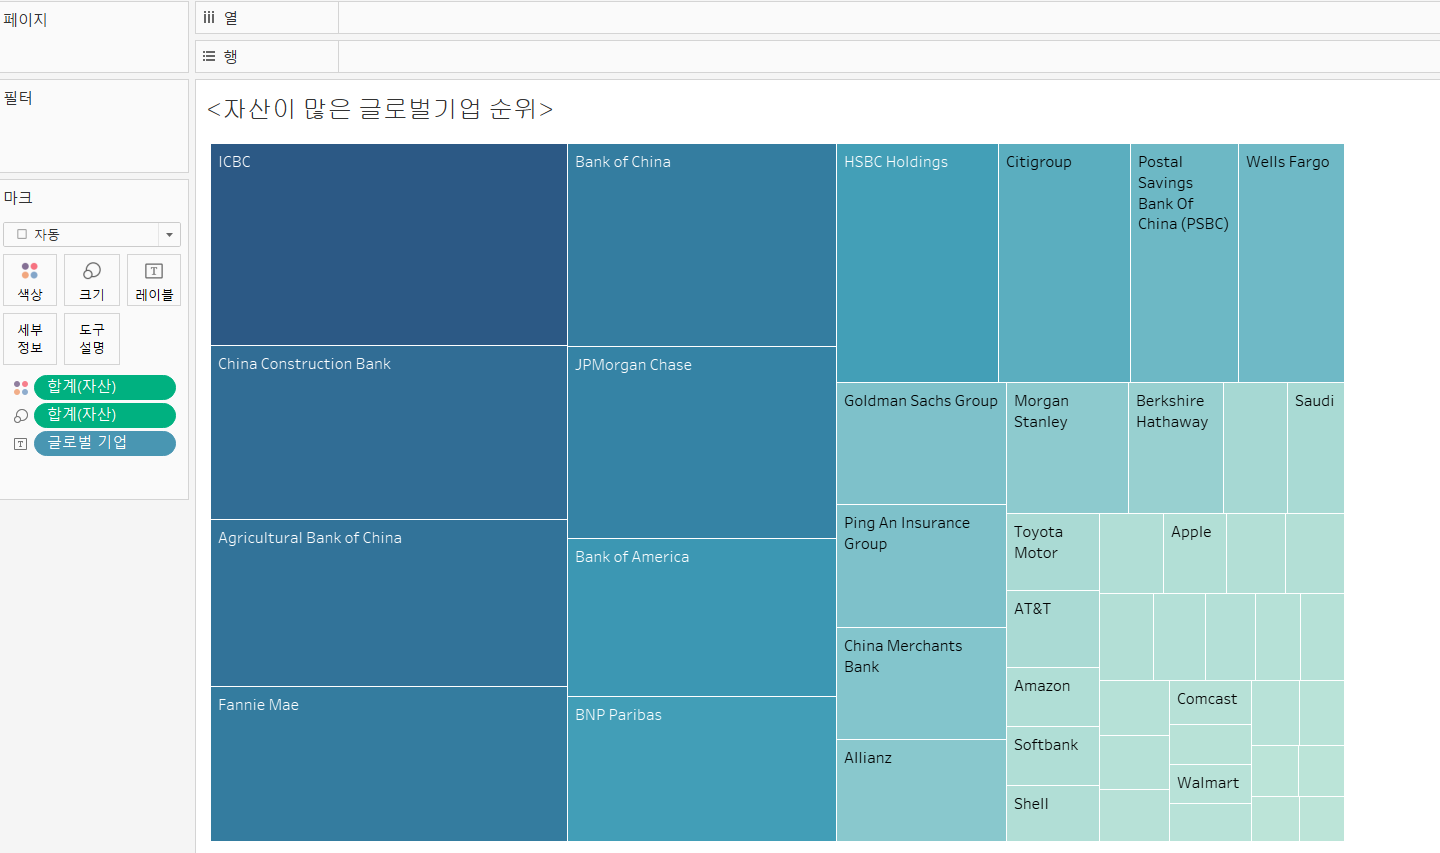 페이지
iii 열
행
필터
마크
자동
색상
크기
레이블
세부
정보
도구
설명
합계(자산)
합계(자산)
글로벌 기업
<자산이 많은 글로벌기업 순위>
ICBC
China Construction Bank
Agricultural Bank of China
Fannie Mae
Bank of China
JPMorgan Chase
Bank of America
BNP Paribas
HSBC Holdings
Citigroup
Postal
Savings
Bank Of
China (PSBC)
Wells Fargo
Goldman Sachs Group
Ping An Insurance
Group
China Merchants
Bank
Allianz
Morgan
Stanley
Berkshire
Hathaway
Saudi
Toyota
Motor
Apple
AT&T
Amazon
Softbank
Shell
Comcast
Walmart